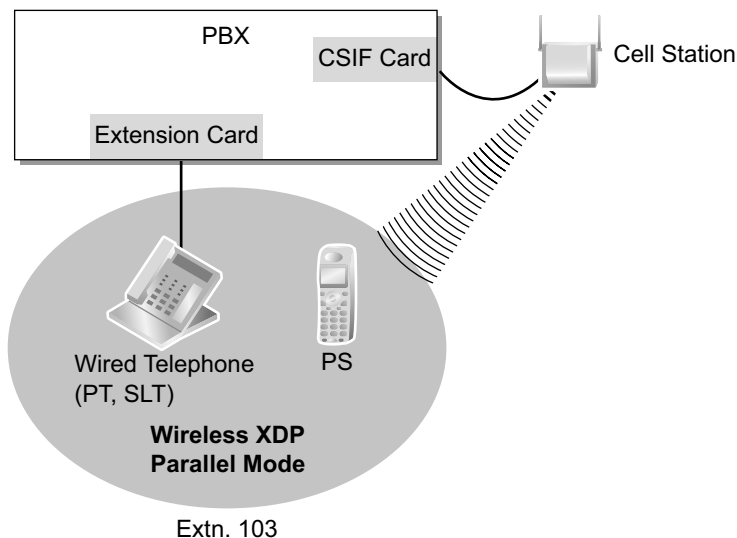 PBX
CSIF Card
Cell Station
Extension Card
Wired Telephone
(PT, SLT)
PS
Wireless XDP
Parallel Mode
Extn. 103